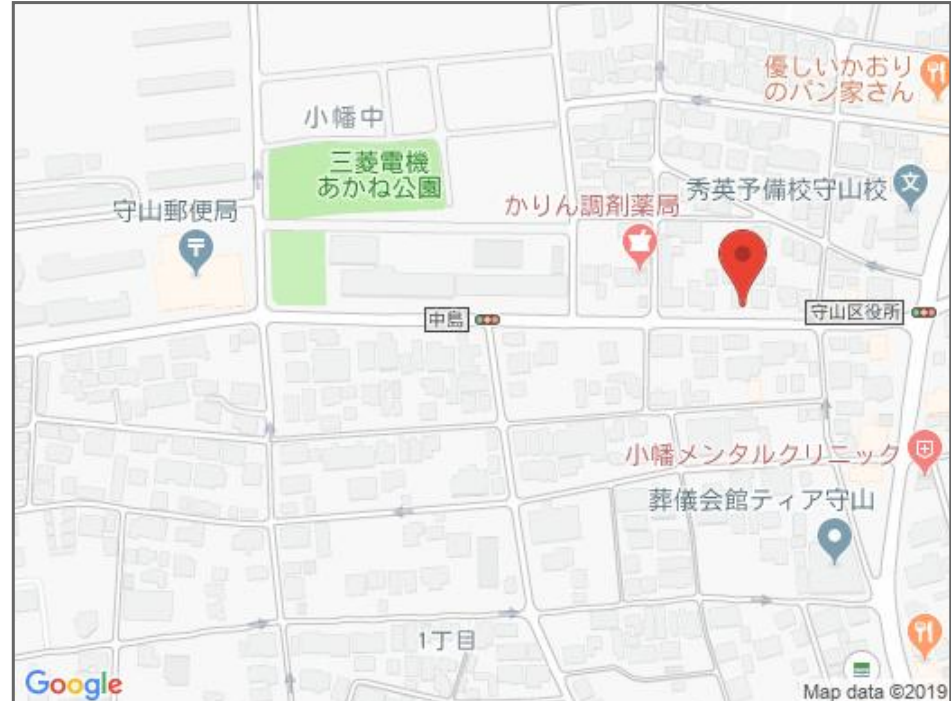 優しいかおり
のパン家さん
小幡中
三菱電機
あかね公園
秀英予備校守山校
かりん調剤薬局
守山郵便局
〒
文
中島
守山区役所
小幡メンタルクリニック
葬儀会館ティア守山
1丁目
Google
Map data ©2019